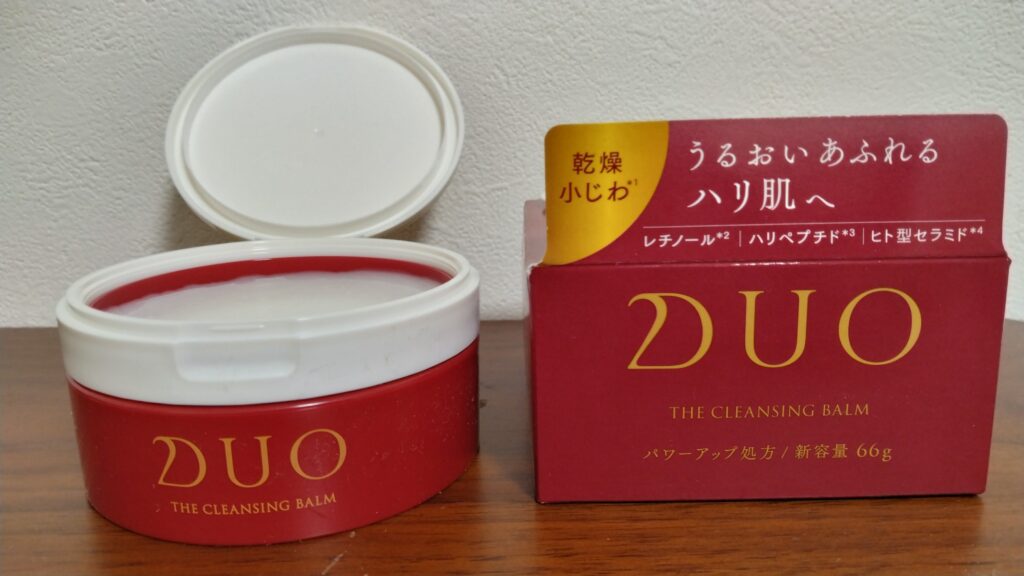 DUO
THE CLEANSING BALM
乾燥
小じわ*1
うるおいあふれる
ハリ肌へ
レチノール*2 | ハリペプチド*3 | ヒト型セラミド*4
DUO
THE CLEANSING BALM
パワーアップ処方 / 新容量 66g